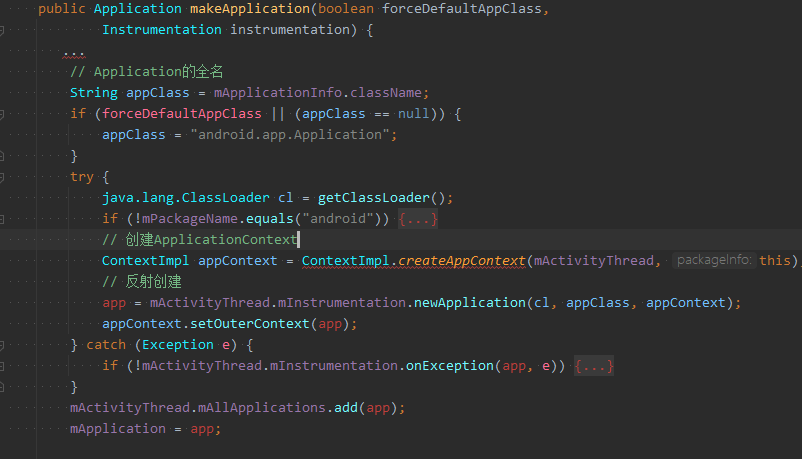 public Application makeApplication(boolean forceDefaultAppClass,
Instrumentation instrumentation) {
...
// Application的全名
String appClass = mApplicationInfo.className;
if (forceDefaultAppClass || (appClass == null)) {
appClass = "android.app.Application";
}
try {
java.lang.ClassLoader cl = getClassLoader();
if (!mPackageName.equals("android")) {...}
// 创建ApplicationContext
ContextImpl appContext = ContextImpl.createAppContext(mActivityThread, packageInfo: this)
// 反射创建
app = mActivityThread.mInstrumentation.newApplication(cl, appClass, appContext);
appContext.setOuterContext(app);
} catch (Exception e) {
if (!mActivityThread.mInstrumentation.onException(app, e)) {...}
}
mActivityThread.mAllApplications.add(app);
mApplication = app;